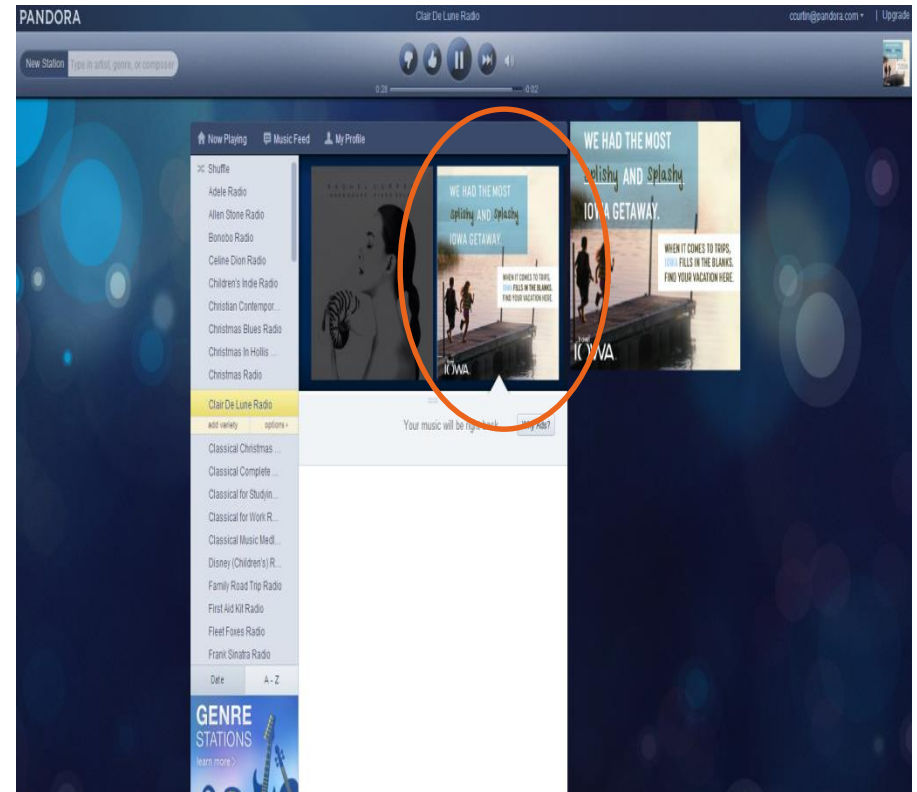 PANDORA
Clair De Lune Radio
ccurtin@pandora.com
Upgrade
New Station
Type in artist, genre, or composer
0:28
-0:02
Now Playing
Music Feed
My Profile
Shuffle
Adele Radio
Allen Stone Radio
Bonobo Radio
Celine Dion Radio
Children's Indie Radio
Christian Contempor...
Christmas Blues Radio
Christmas In Hollis ...
Christmas Radio
Clair De Lune Radio
add variety
options
Classical Christmas ...
Classical Complete ...
Classical for Studyin...
Classical for Work R...
Classical Music Medi...
Disney (Children's) R...
Family Road Trip Radio
First Aid Kit Radio
Fleet Foxes Radio
Frank Sinatra Radio
Date
A - Z
GENRE
STATIONS
learn more >
WE HAD THE MOST
splishy AND splashy
IOWA GETAWAY.
WHEN IT COMES TO TRIPS,
IOWA FILLS IN THE BLANKS.
FIND YOUR VACATION HERE.
IOWA
Your music will be right back
Why Ads?
WE HAD THE MOST
splishy AND splashy
IOWA GETAWAY.
WHEN IT COMES TO TRIPS,
IOWA FILLS IN THE BLANKS.
FIND YOUR VACATION HERE.
IOWA